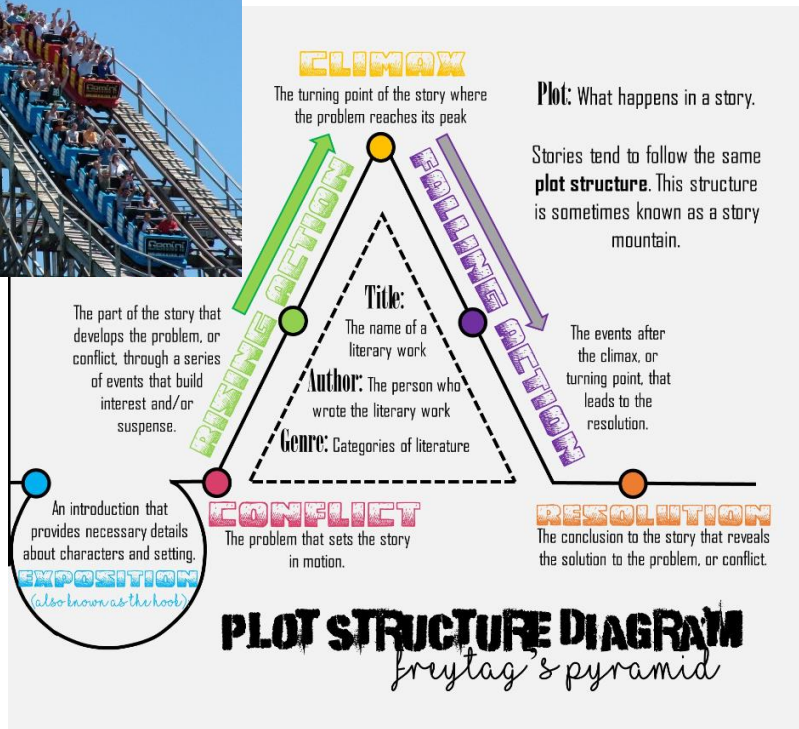 Gemini
Gemini
CLIMAX
The turning point of the story where
the problem reaches its peak
Plot: What happens in a story.
Stories tend to follow the same
plot structure. This structure
is sometimes known as a story
mountain.
RISING ACTION
The part of the story that
develops the problem, or
conflict, through a series
of events that build
interest and/or
suspense.
Title:
The name of a
literary work
Author: The person who
wrote the literary work
Genre: Categories of literature
FALLING ACTION
The events after
the climax, or
turning point, that
leads to the
resolution.
An introduction that
provides necessary details
about characters and setting.
EXPOSITION
(also known as the hook)
CONFLICT
The problem that sets the story
in motion.
RESOLUTION
The conclusion to the story that reveals
the solution to the problem, or conflict.
PLOT STRUCTURE DIAGRAM
freytag's pyramid